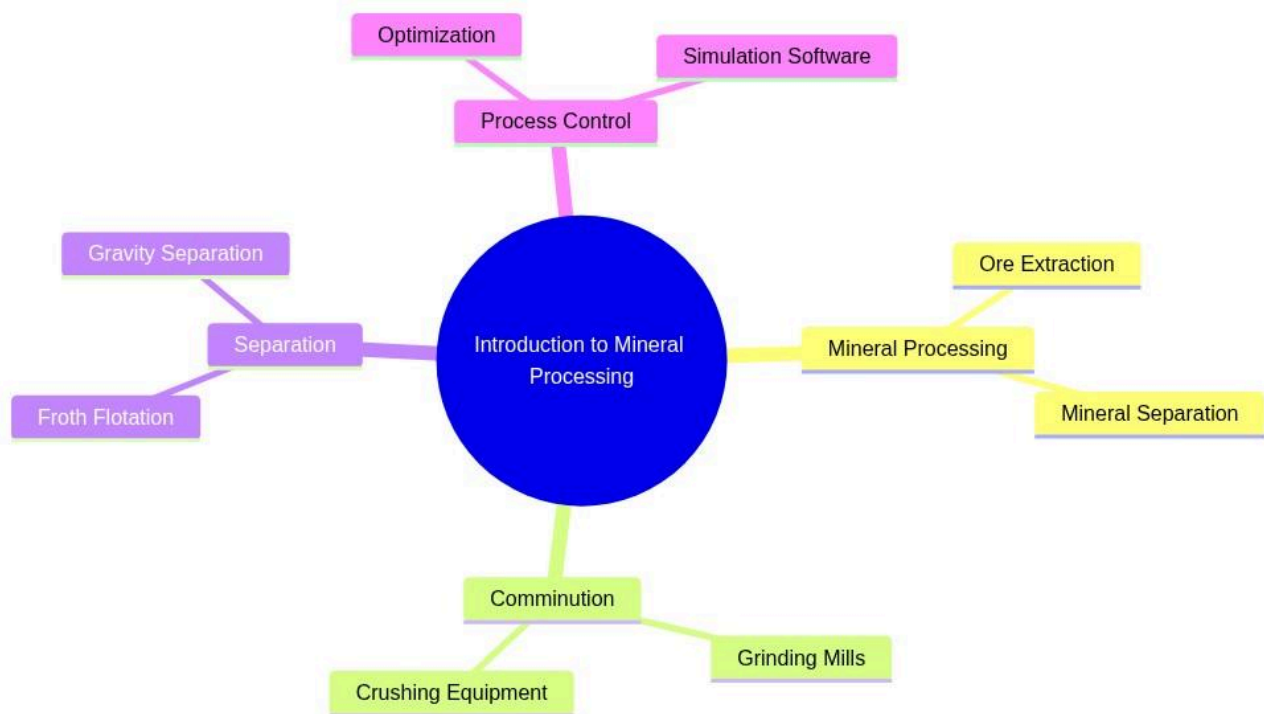 Optimization
Simulation Software
Process Control
Gravity Separation
Ore Extraction
Separation
Introduction to Mineral
Processing
Mineral Processing
Froth Flotation
Mineral Separation
Comminution
Grinding Mills
Crushing Equipment